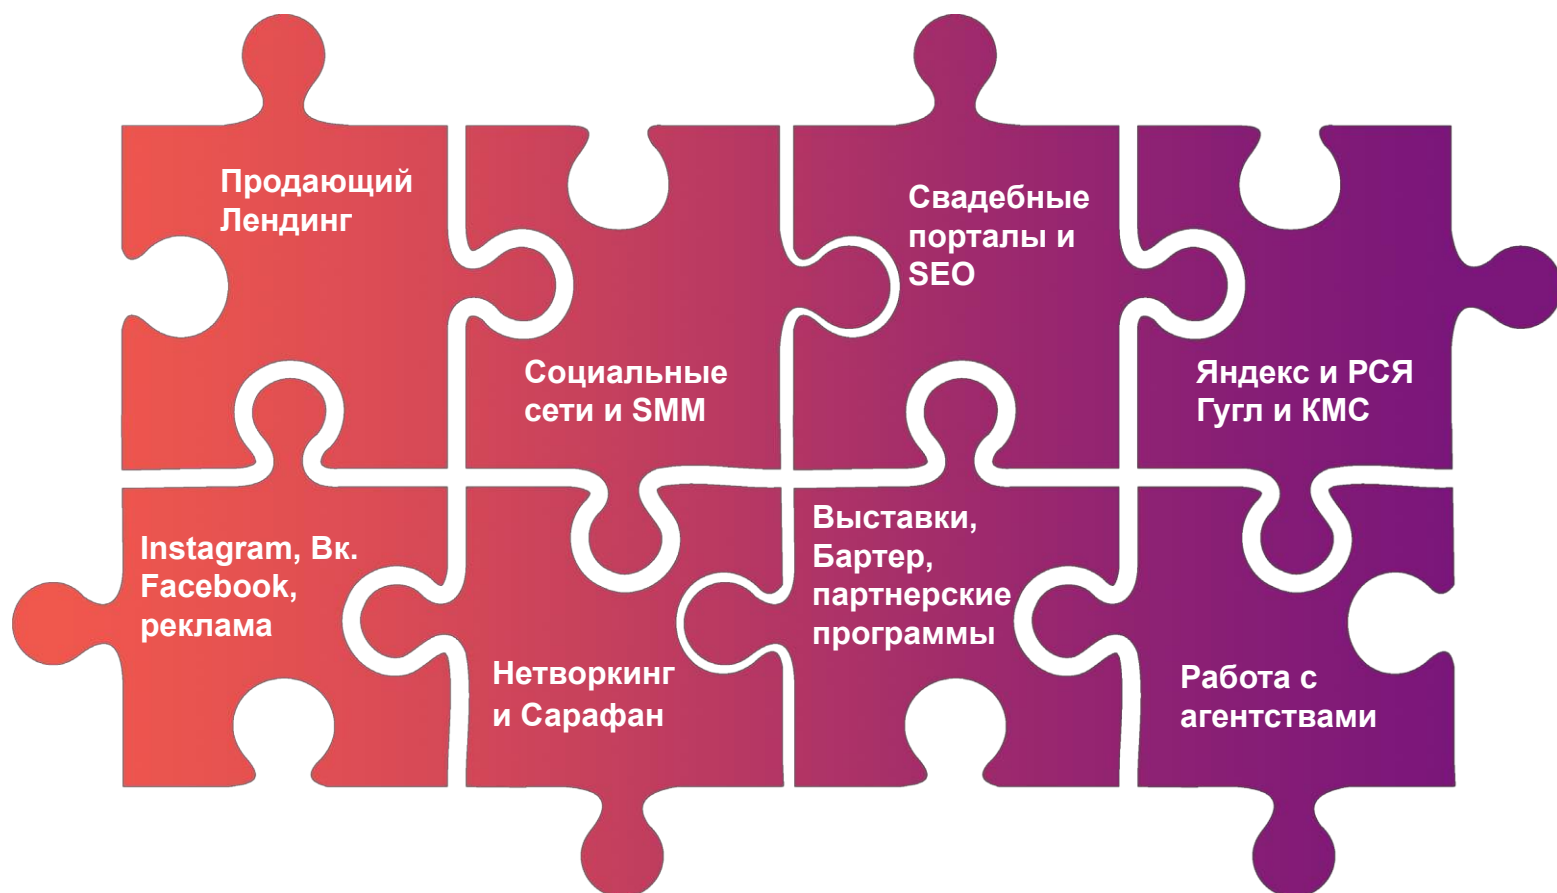 Продающий
Лендинг
Социальные
сети и SMM
Свадебные
порталы и
SEO
Яндекс и РСЯ
Гугл и КМС
Instagram, Вк.
Facebook,
реклама
Нетворкинг
и Сарафан
Выставки,
Бартер,
партнерские
программы
Работа с
агентствами